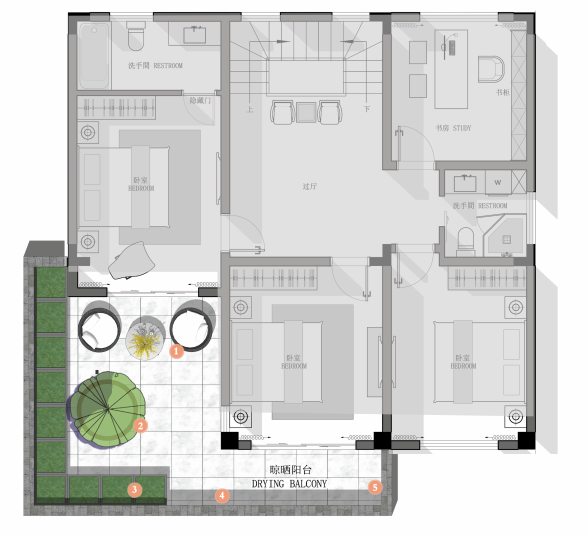 洗手間 RESTROOM
隐藏门
上
下
书柜
书房 STUDY
卧室
BEDROOM
过厅
W
洗手間 RESTROOM
卧室
BEDROOM
卧室
BEDROOM
1
2
3
4
5
晾晒阳台
DRYING BALCONY